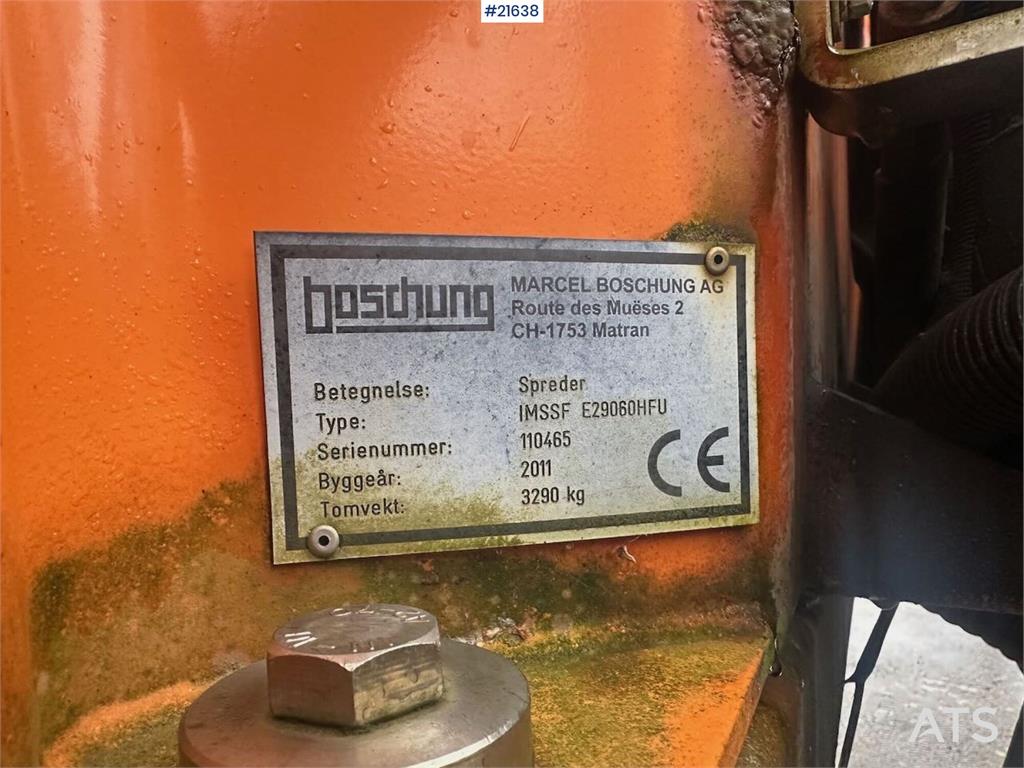 #21638
boschung
MARCEL BOSCHUNG AG
Route des Muëses 2
CH-1753 Matran
Betegnelse: Spreder
Type: IMSSF E29060HFU
Serienummer: 110465
Byggeår: 2011
Tomvekt: 3290 kg
CE
ATS